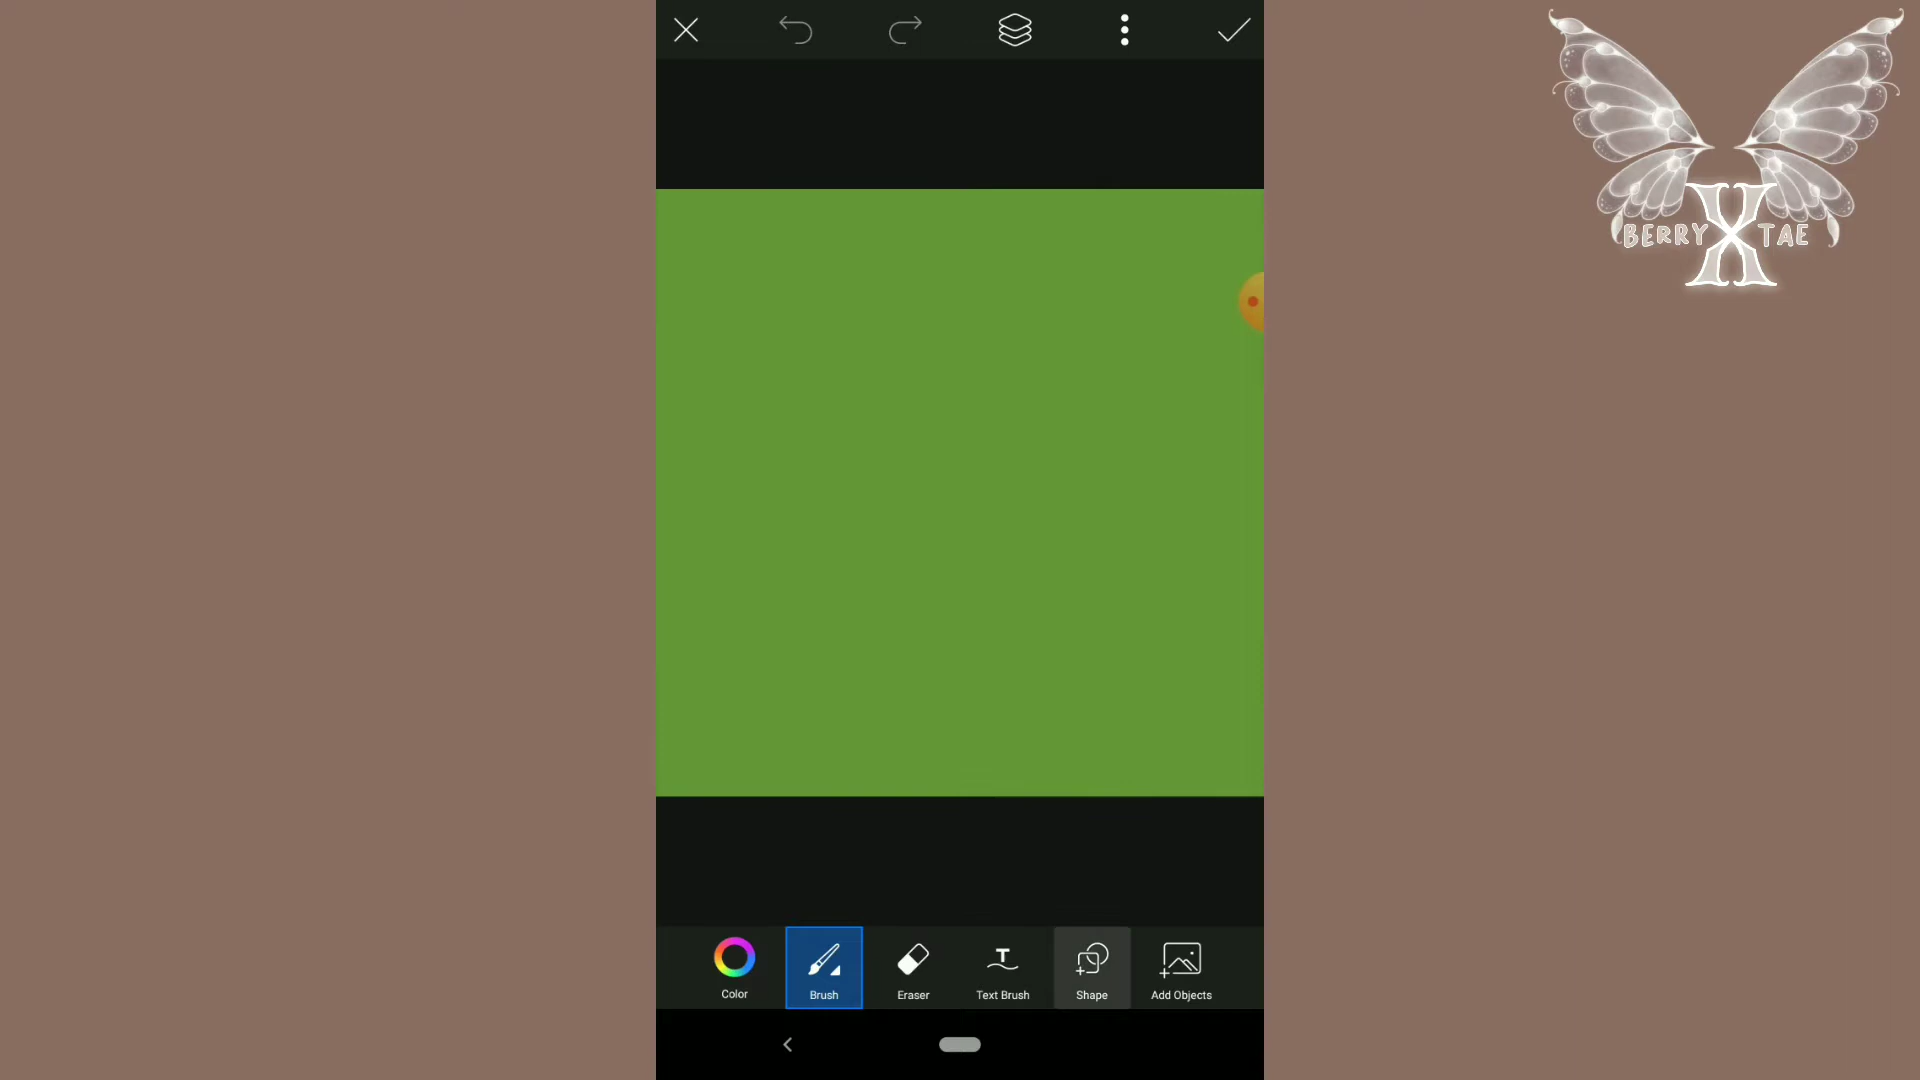 BERRY X TAE
Color
Brush
Eraser
Text Brush
Shape
Add Objects